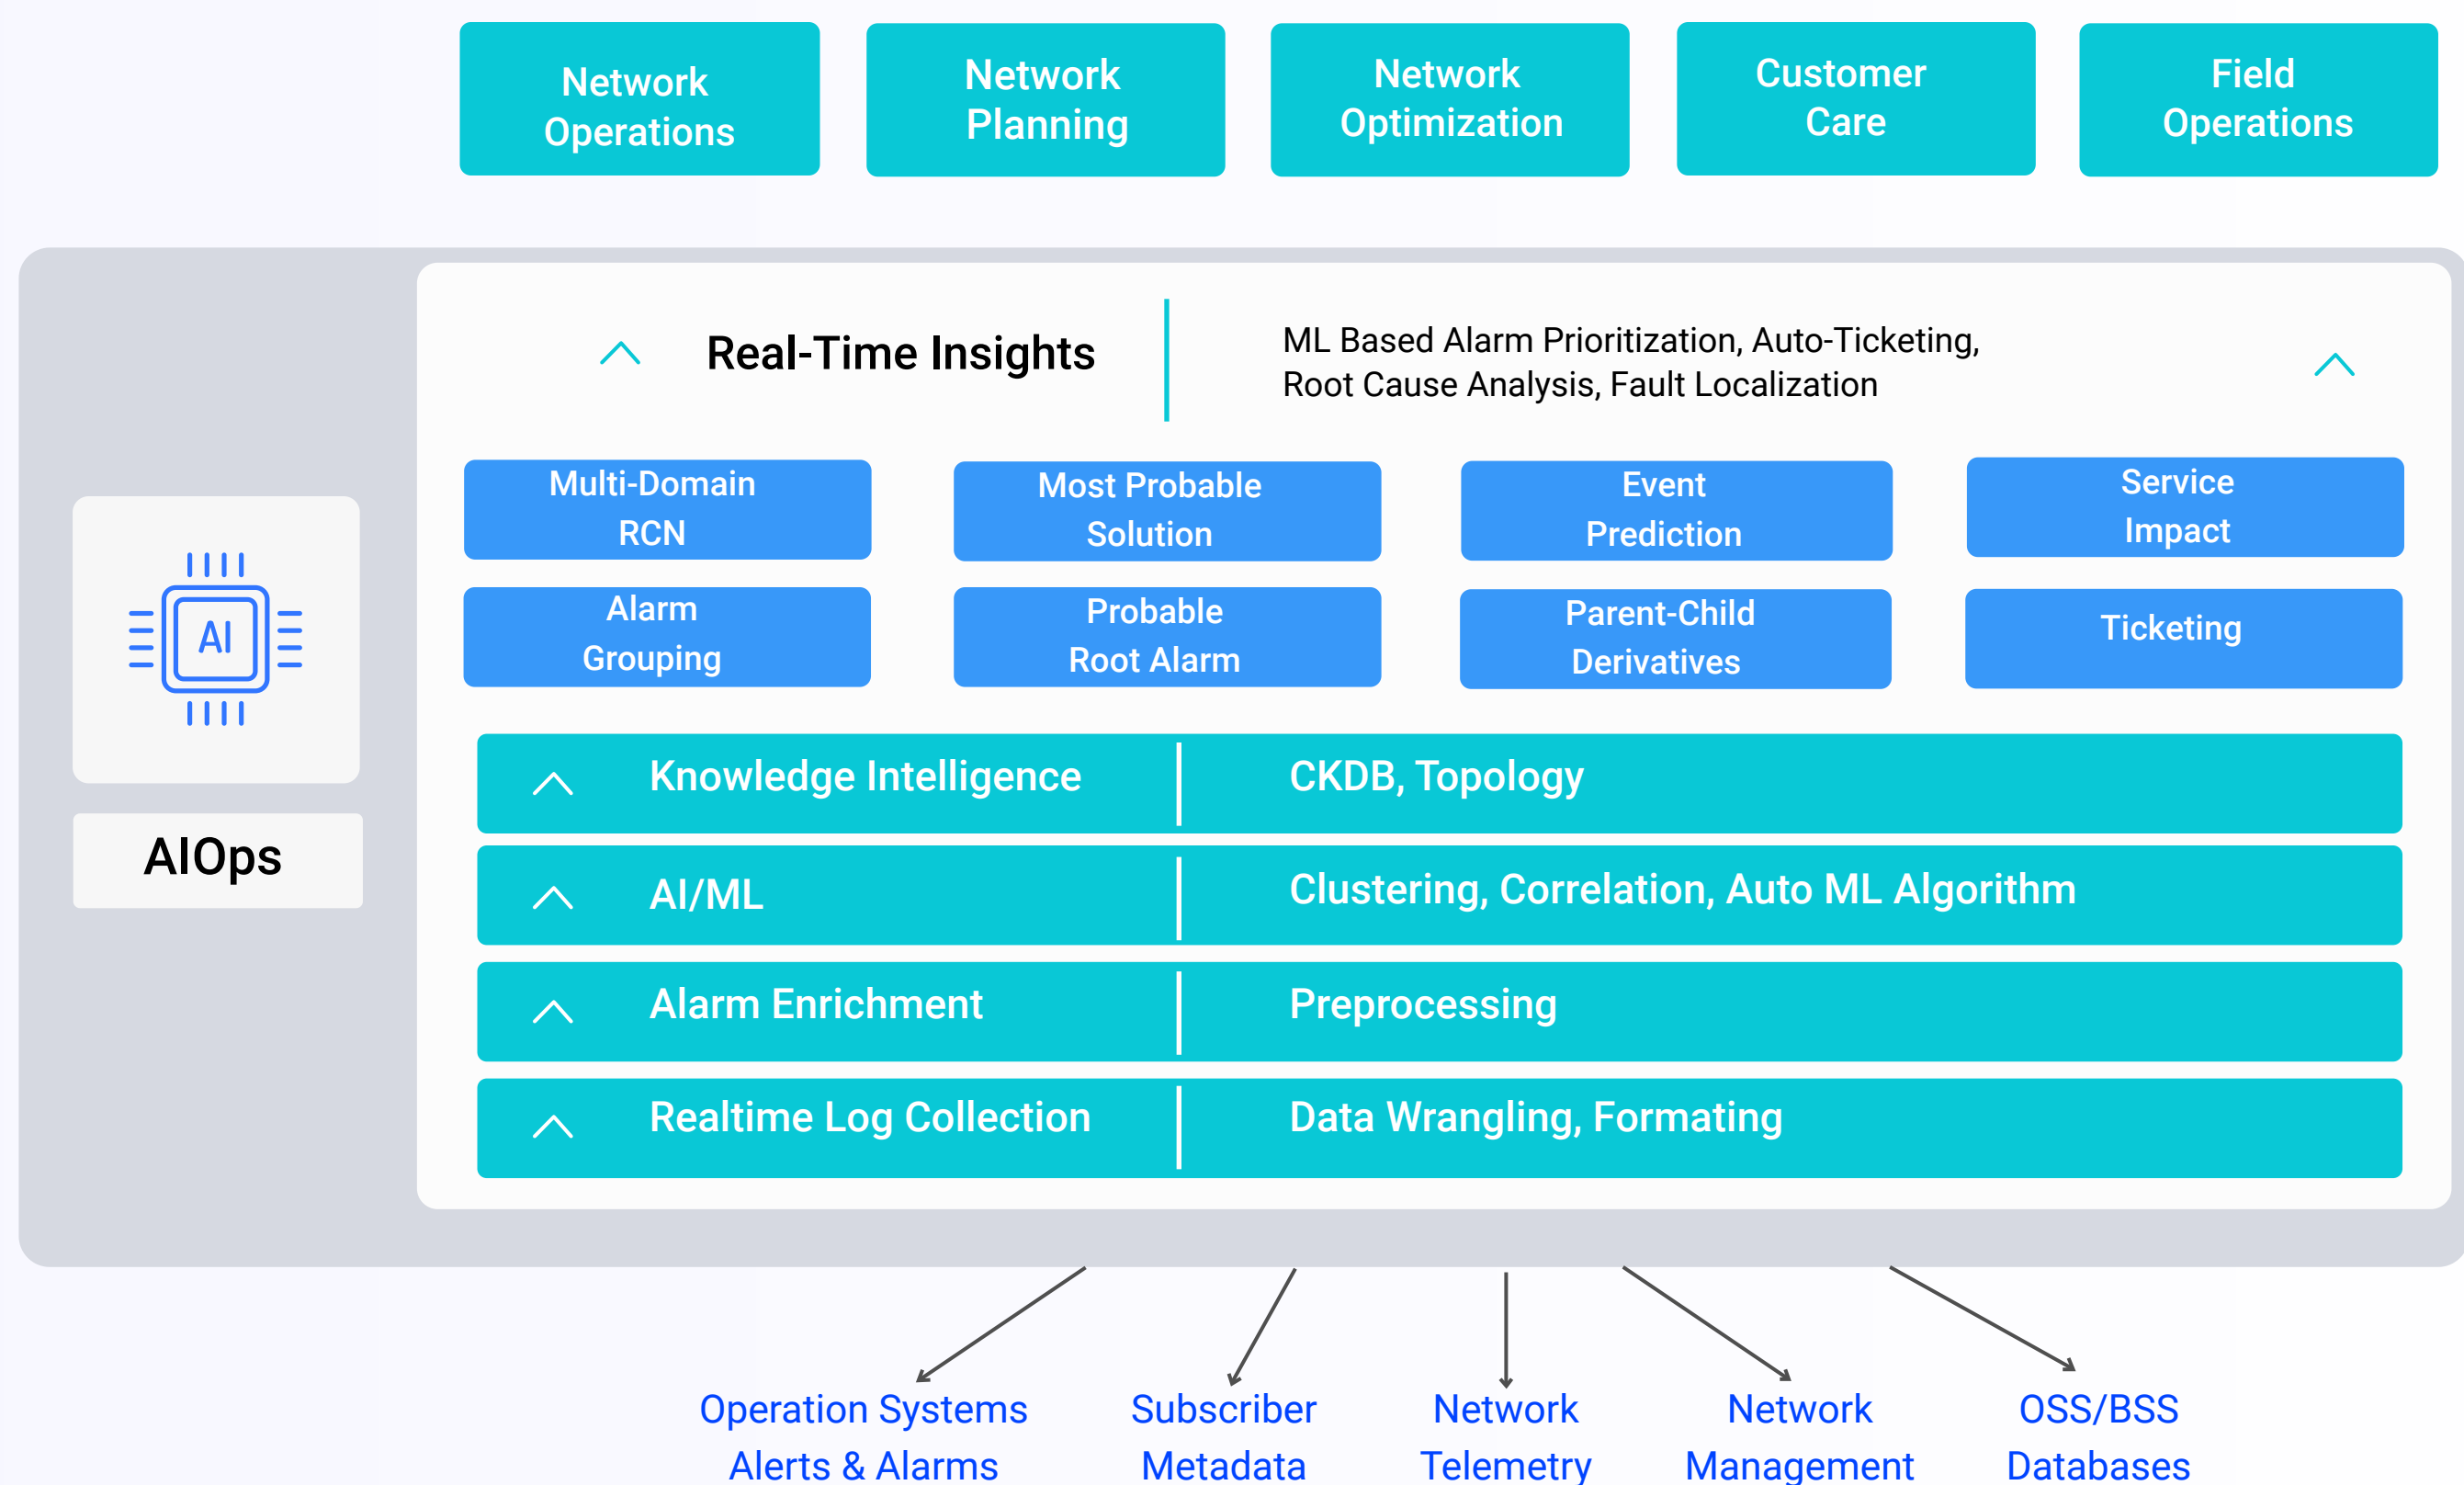 Network
Operations
Network
Planning
Network
Optimization
Customer
Care
Field
Operations
Real-Time Insights
ML Based Alarm Prioritization, Auto-Ticketing,
Root Cause Analysis, Fault Localization
Multi-Domain
RCN
Most Probable
Solution
Event
Prediction
Service
Impact
Alarm
Grouping
Probable
Root Alarm
Parent-Child
Derivatives
Ticketing
AI
AIOps
Knowledge Intelligence
CKDB, Topology
AI/ML
Clustering, Correlation, Auto ML Algorithm
Alarm Enrichment
Preprocessing
Realtime Log Collection
Data Wrangling, Formating
Operation Systems
Alerts & Alarms
Subscriber
Metadata
Network
Telemetry
Network
Management
OSS/BSS
Databases